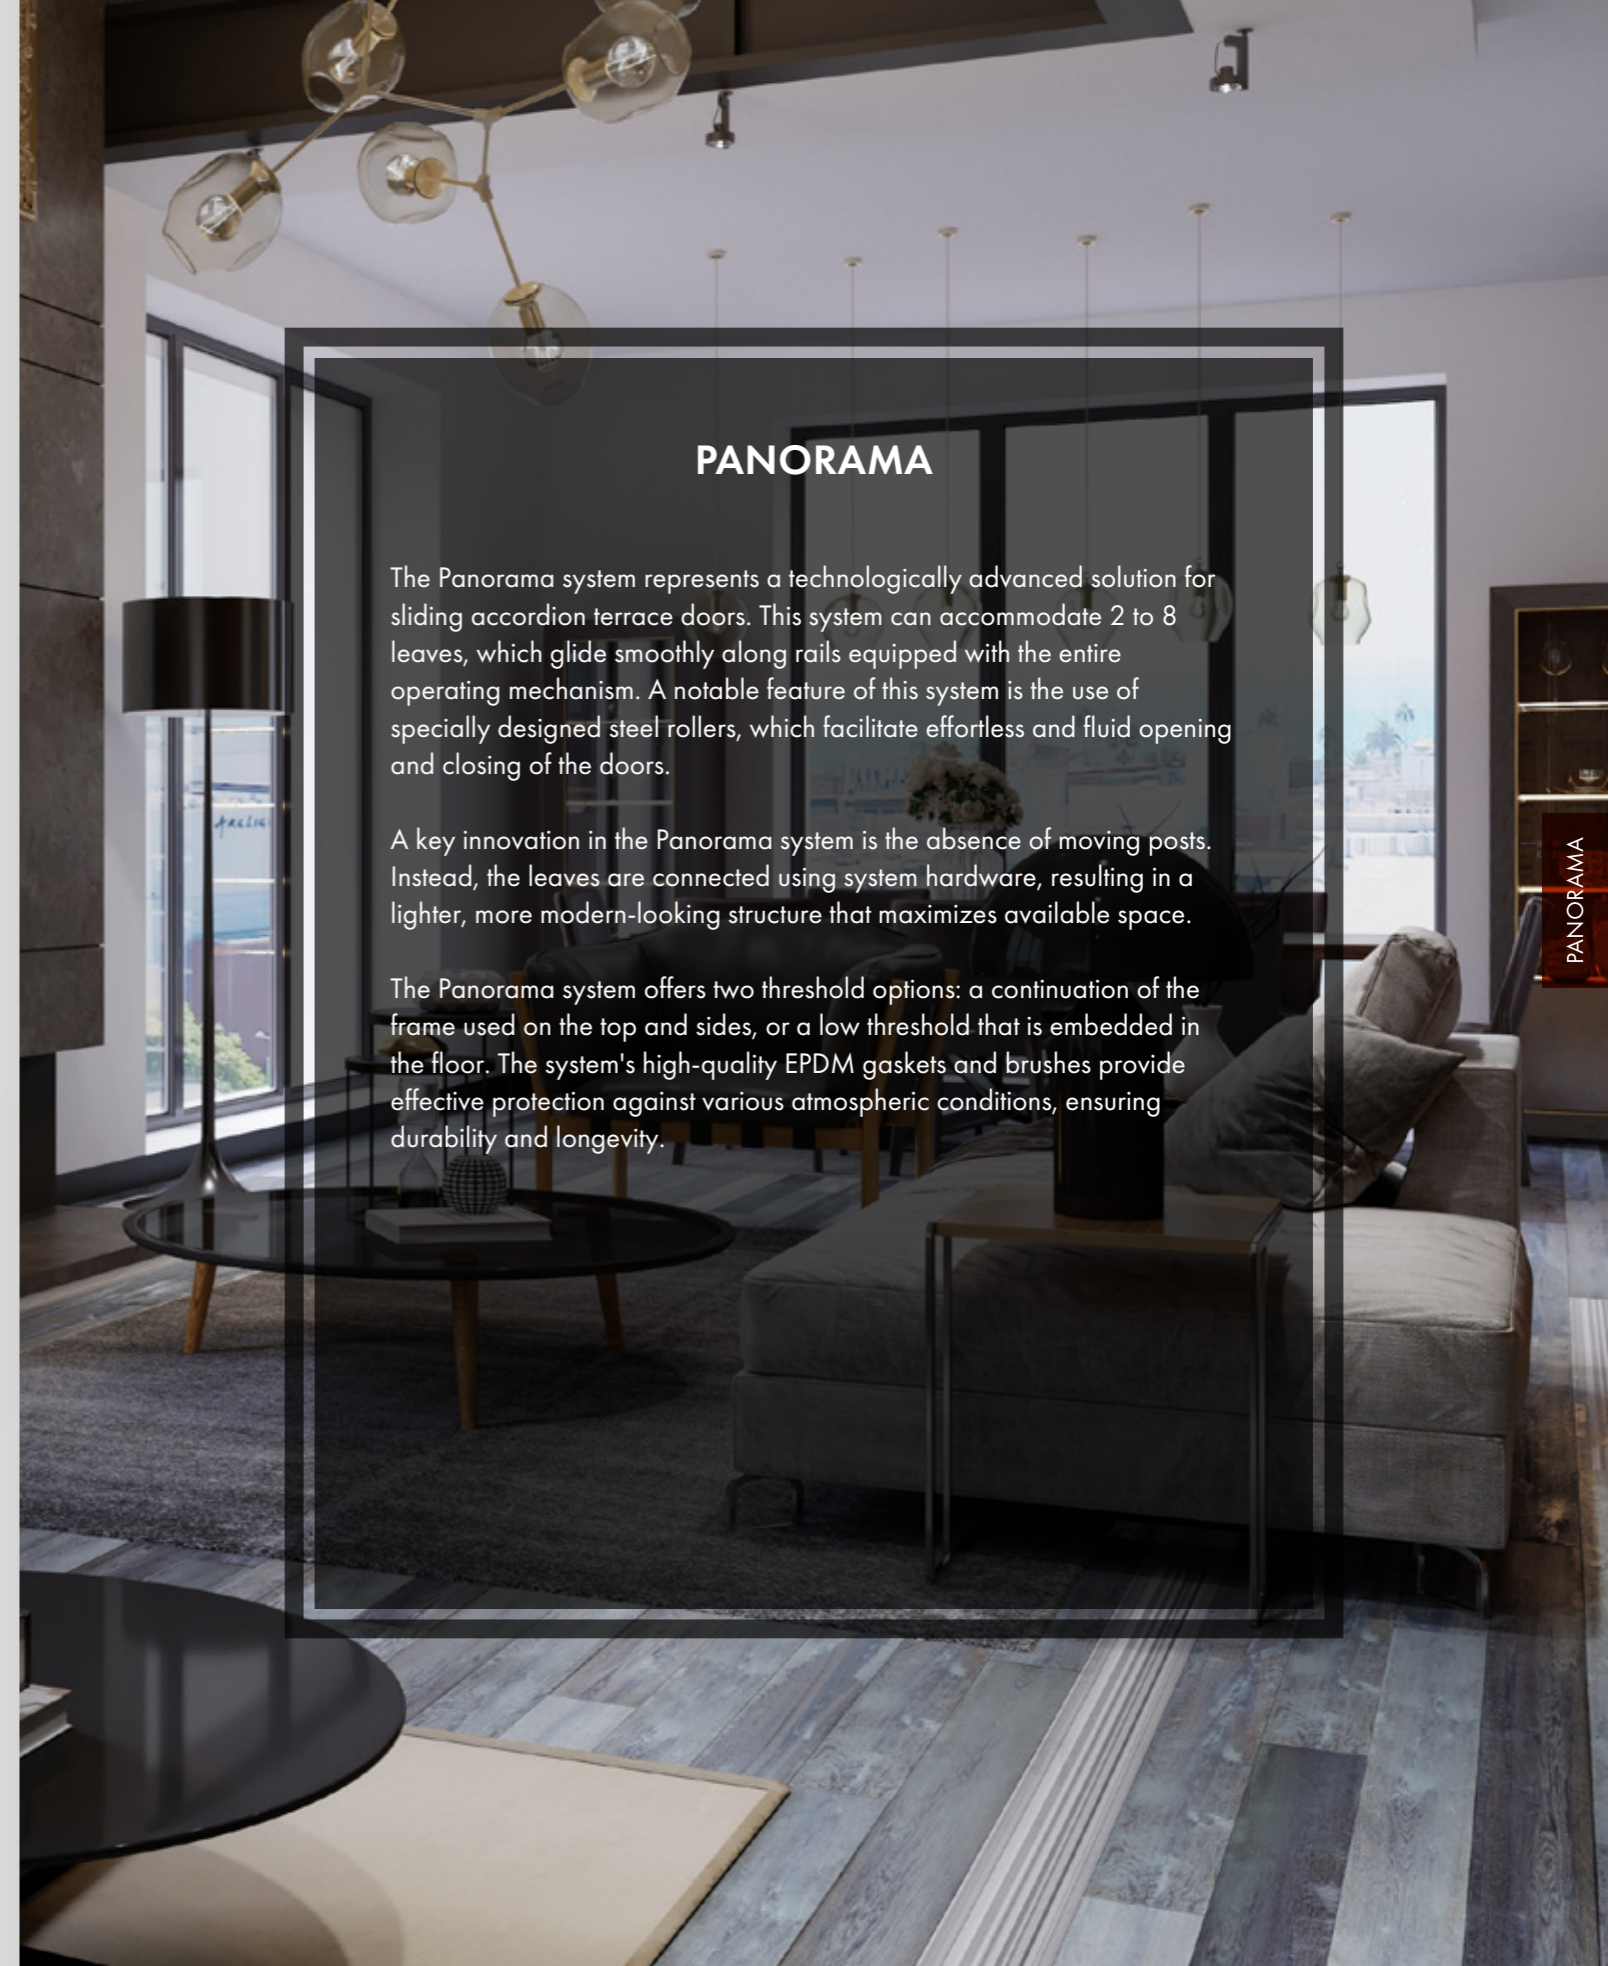 PANORAMA
The Panorama system represents a technologically advanced solution for
sliding accordion terrace doors. This system can accommodate 2 to 8
leaves, which glide smoothly along rails equipped with the entire
operating mechanism. A notable feature of this system is the use of
specially designed steel rollers, which facilitate effortless and fluid opening
and closing of the doors.
A key innovation in the Panorama system is the absence of moving posts.
Instead, the leaves are connected using system hardware, resulting in a
lighter, more modern-looking structure that maximizes available space.
The Panorama system offers two threshold options: a continuation of the
frame used on the top and sides, or a low threshold that is embedded in
the floor. The system's high-quality EPDM gaskets and brushes provide
effective protection against various atmospheric conditions, ensuring
durability and longevity.
PANORAMA